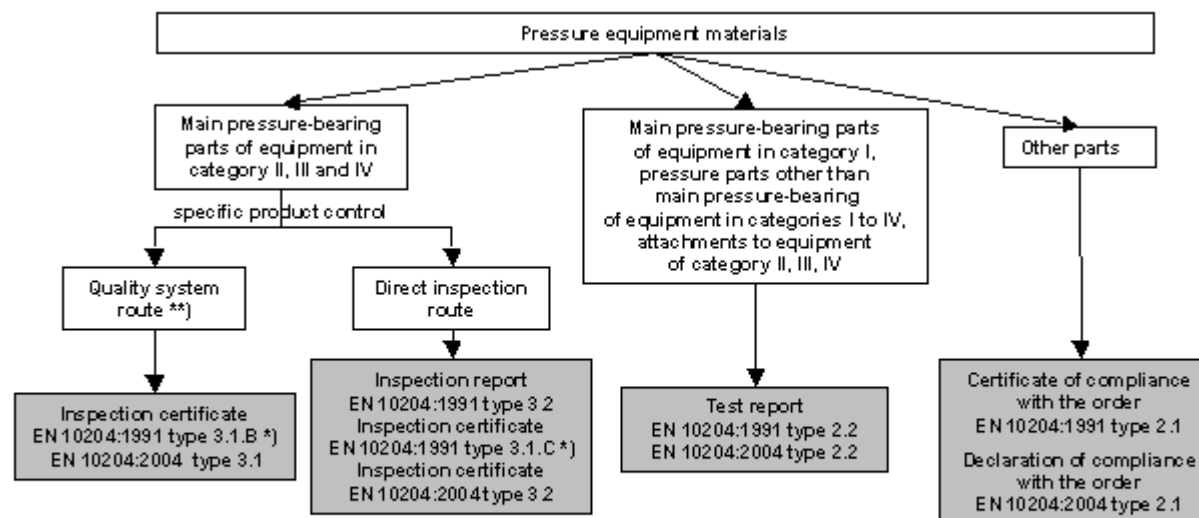 Pressure equipment materials
Main pressure-bearing
parts of equipment in
category II, III and IV
Main pressure-bearing parts
of equipment in category I,
pressure parts other than
main pressure-bearing
of equipment in categories I to IV,
attachments to equipment
of category II, III, IV
Other parts
specific product control
Quality system
route **)
Direct inspection
route
Inspection certificate
EN 10204:1991 type 3.1.B *)
EN 10204:2004 type 3.1
Inspection report
EN 10204:1991 type 3.2
Inspection certificate
EN 10204:1991 type 3.1.C *)
Inspection certificate
EN 10204:2004 type 3.2
Test report
EN 10204:1991 type 2.2
EN 10204:2004 type 2.2
Certificate of compliance
with the order
EN 10204:1991 type 2.1
Declaration of compliance
with the order
EN 10204:2004 type 2.1